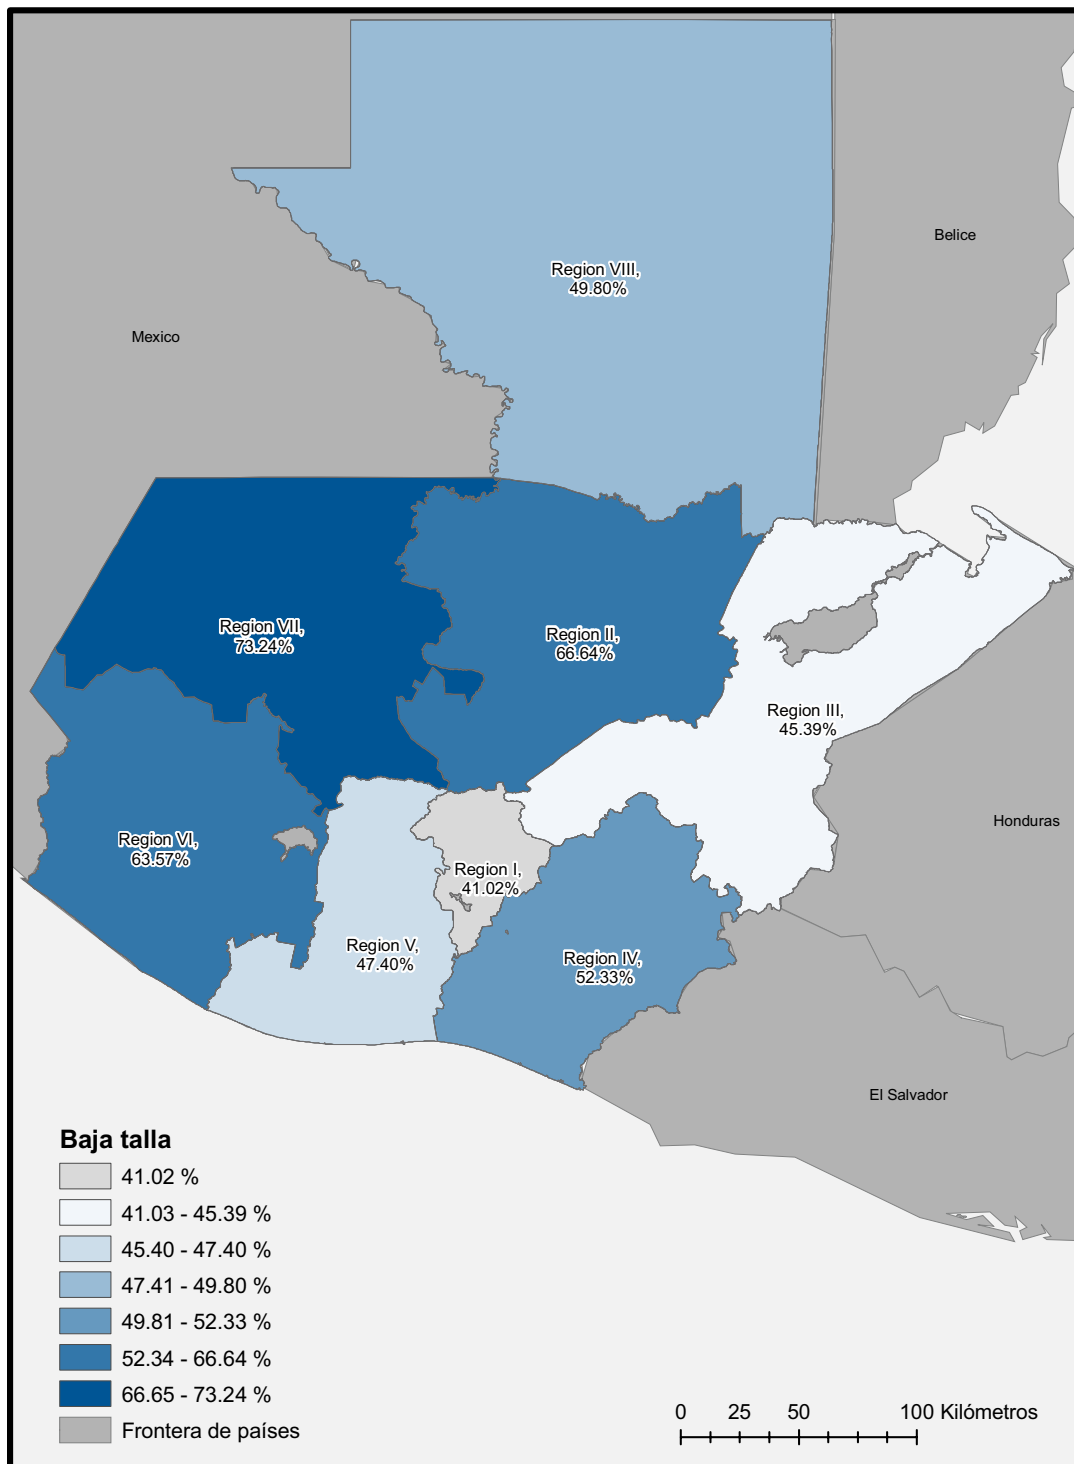 Belice
Region VIII,
49.80%
Mexico
Region VII,
73.24%
Region II,
66.64%
Region III,
45.39%
Honduras
Region VI,
63.57%
Region I,
41.02%
Region V,
47.40%
Region IV,
52.33%
El Salvador
Baja talla
41.02 %
41.03 - 45.39 %
45.40 - 47.40 %
47.41 - 49.80 %
49.81 - 52.33 %
52.34 - 66.64 %
66.65 - 73.24 %
Frontera de países
0 25 50 100 Kilómetros